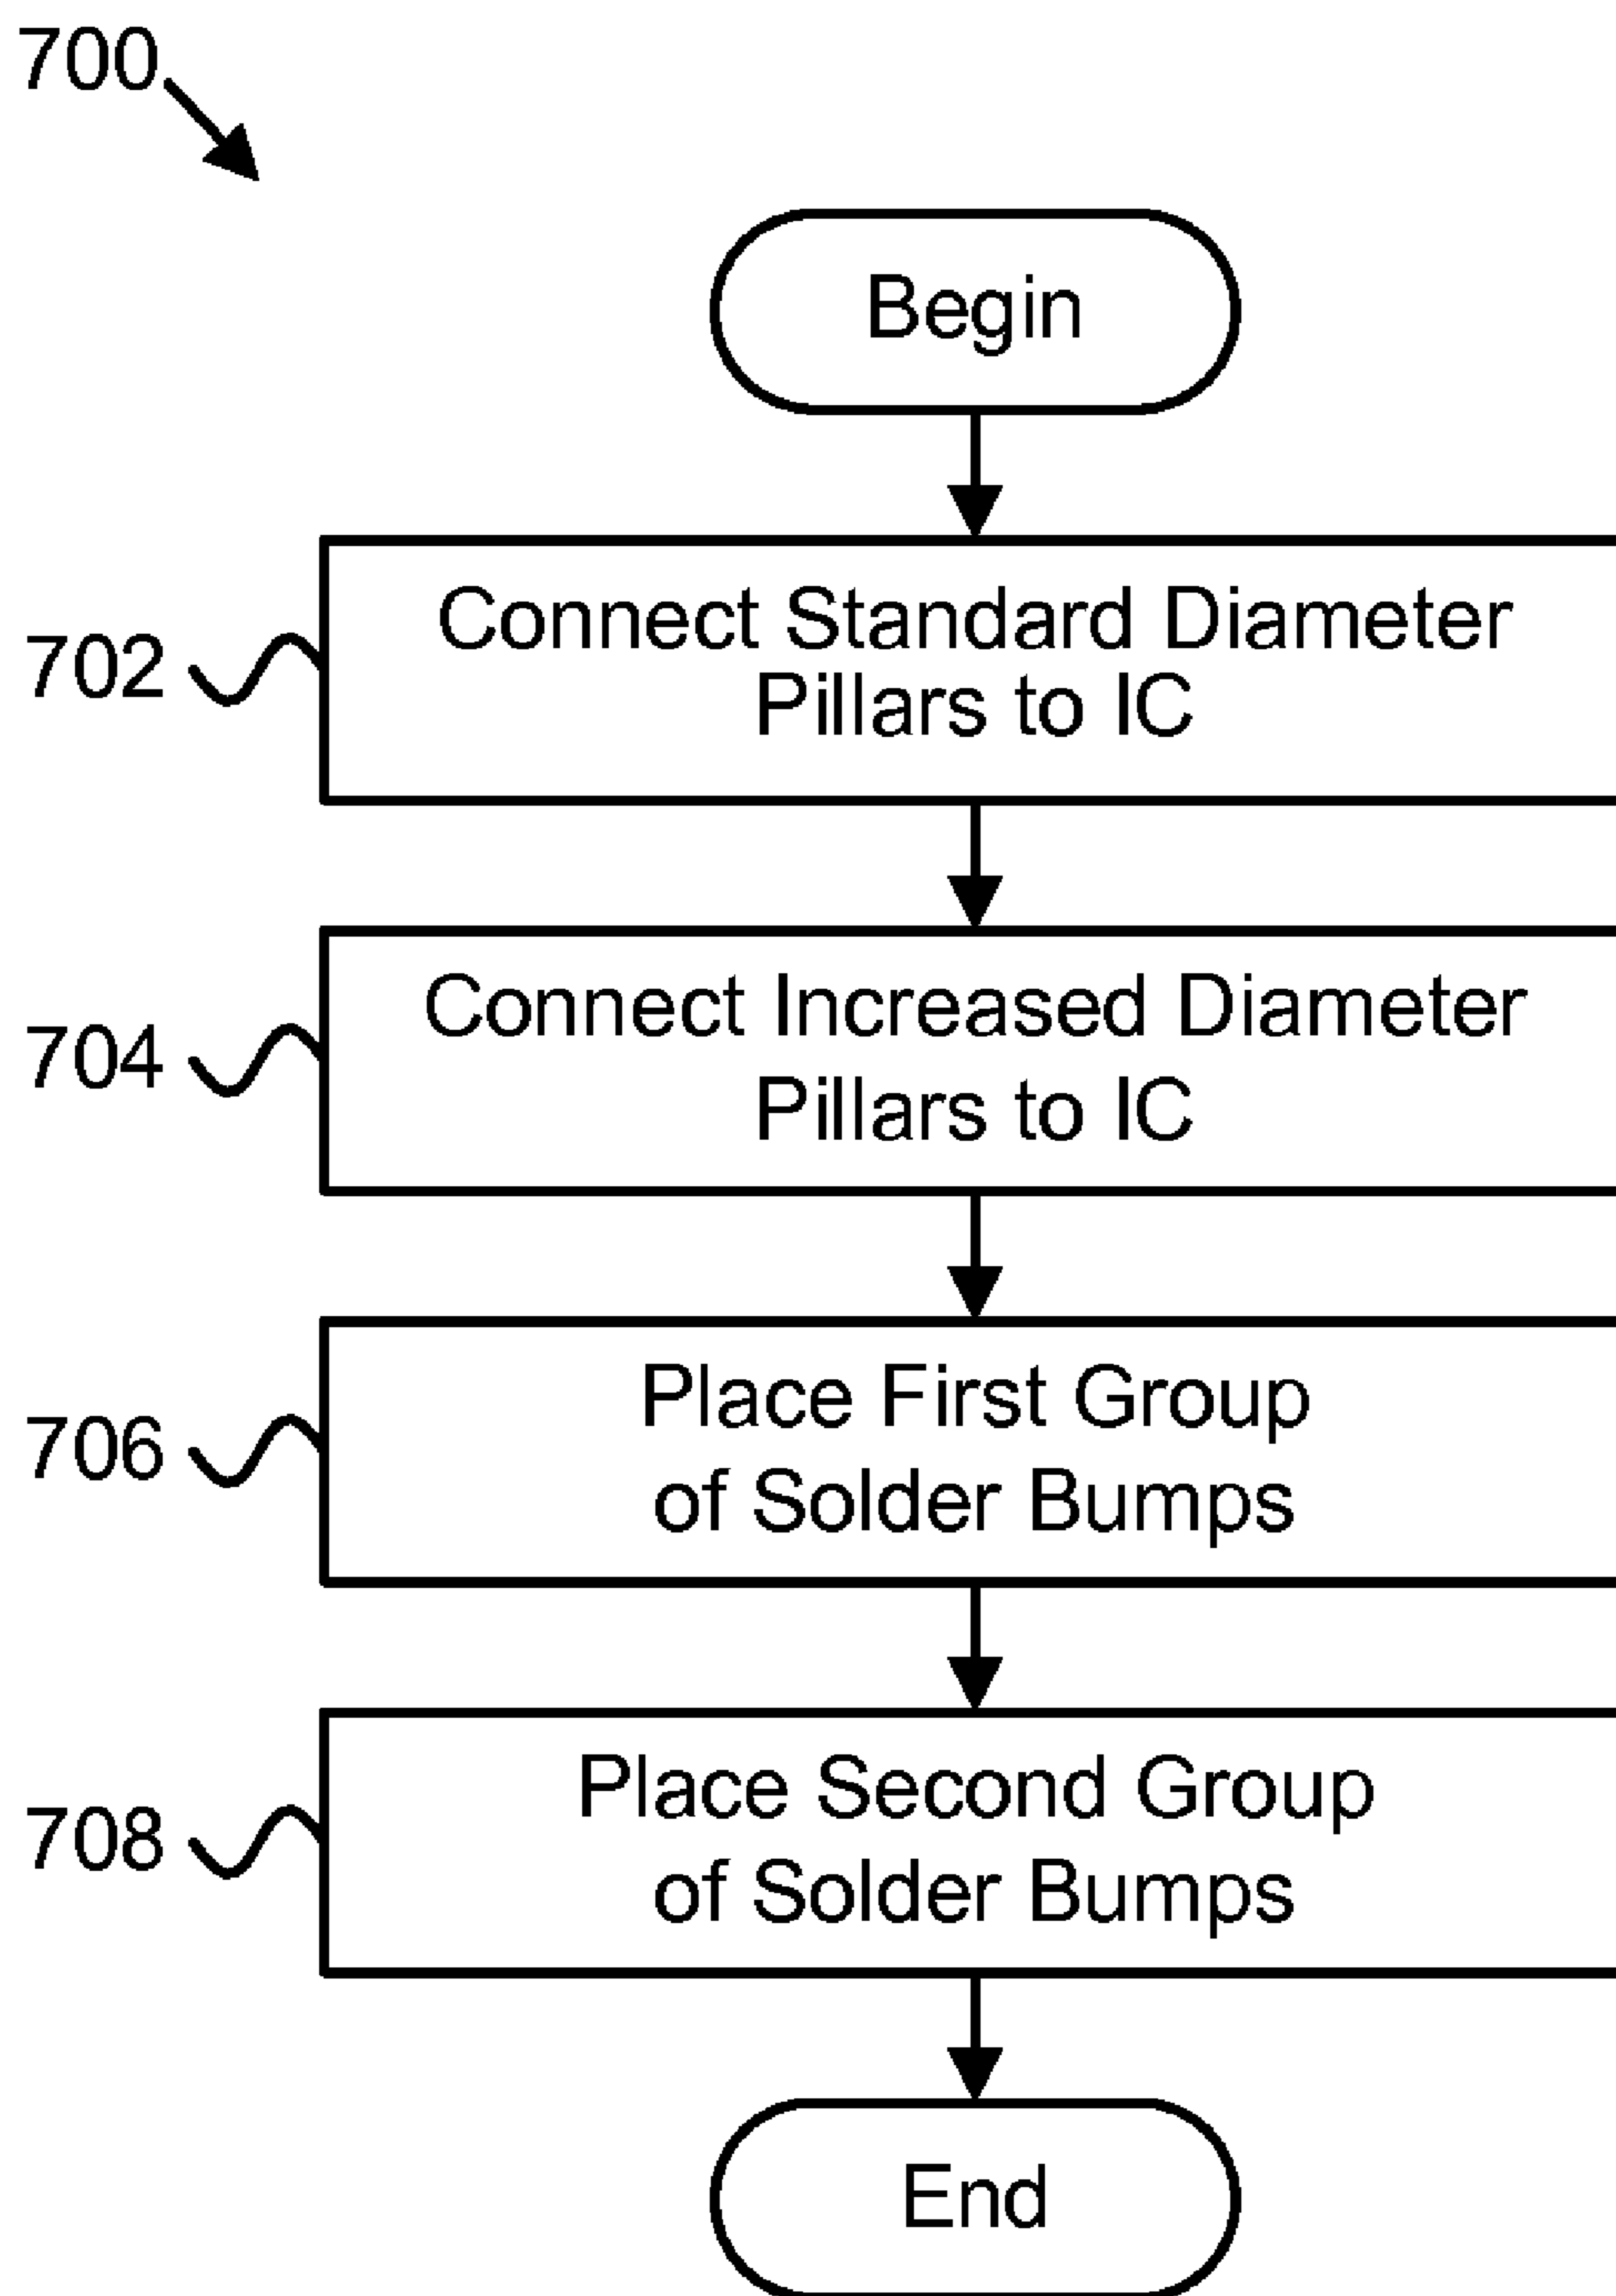 700
Begin
702
Connect Standard Diameter
Pillars to IC
704
Connect Increased Diameter
Pillars to IC
706
Place First Group
of Solder Bumps
708
Place Second Group
of Solder Bumps
End